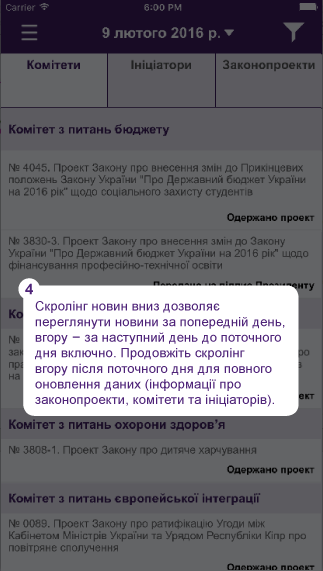 Carrier 6:00 PM
9 лютого 2016 р.
Комітети Ініціатори Законопроекти
Комітет з питань бюджету
№ 4045. Проект Закону про внесення змін до Прикінцевих
положень Закону України "Про Державний бюджет України
на 2016 рік" щодо соціального захисту студентів
Одержано проект
№ 3830-3. Проект Закону про внесення змін до Закону
України "Про Державний бюджет України на 2016 рік" щодо
фінансування професійно-технічної освіти
4
Скролінг новин вниз дозволяє
переглянути новини за попередній день,
вгору – за наступний день до поточного
дня включно. Продовжіть скролінг
вгору після поточного дня для повного
оновлення даних (інформації про
законопроекти, комітети та ініціаторів).
Комітет з питань охорони здоров'я
№ 3808-1. Проект Закону про дитяче харчування
Одержано проект
Комітет з питань європейської інтеграції
№ 0089. Проект Закону про ратифікацію Угоди між
Кабінетом Міністрів України та Урядом Республіки Кіпр про
повітряне сполучення
Одержано проект